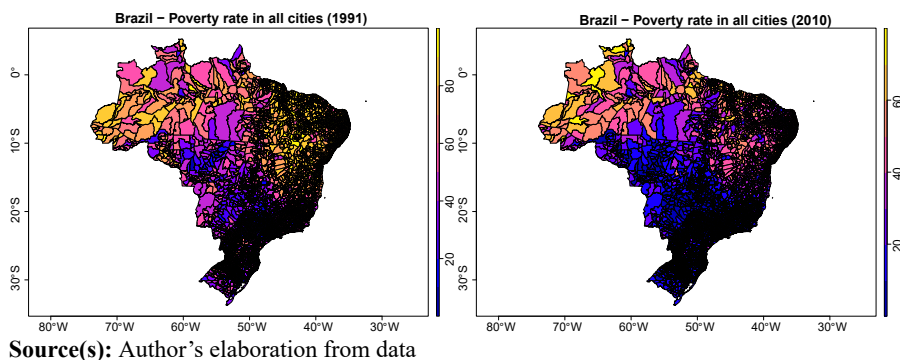 Brazil − Poverty rate in all cities (1991)
0°
10°S
20°S
30°S
80°W 70°W 60°W 50°W 40°W 30°W
20 40 60 80
Brazil − Poverty rate in all cities (2010)
0°
10°S
20°S
30°S
80°W 70°W 60°W 50°W 40°W 30°W
20 40 60
Source(s): Author’s elaboration from data